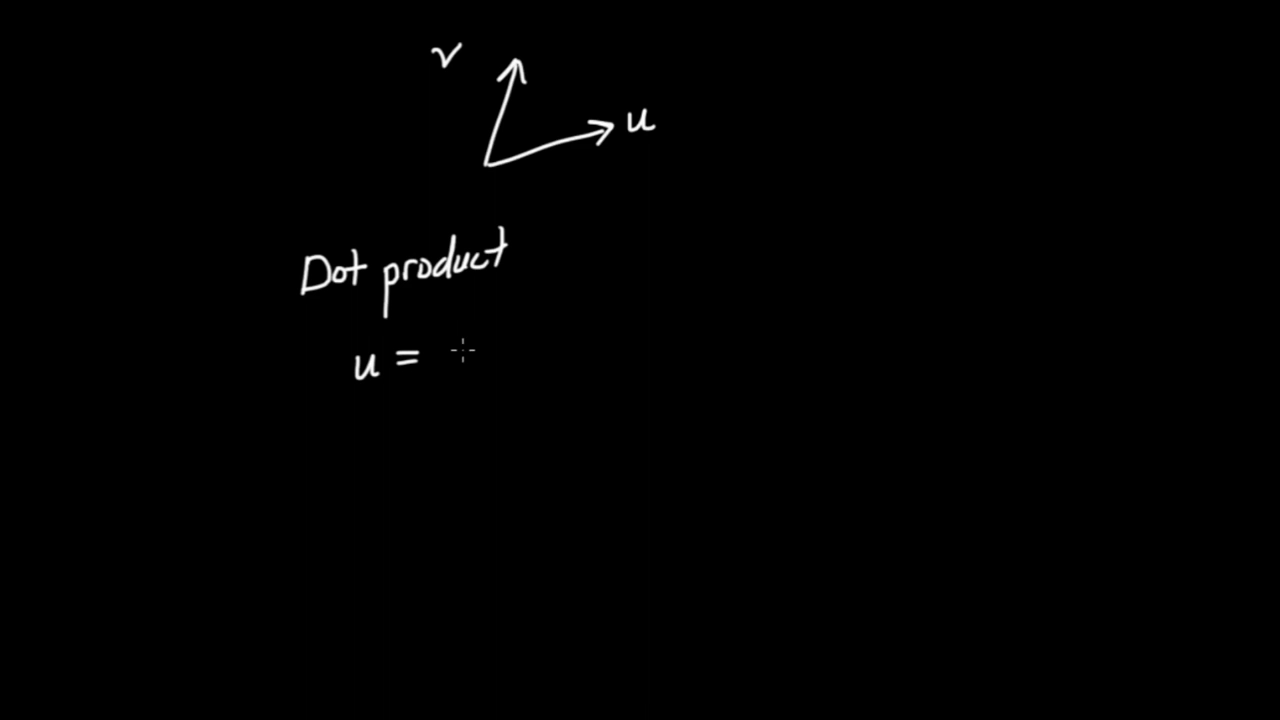 v
u
Dot product
u =